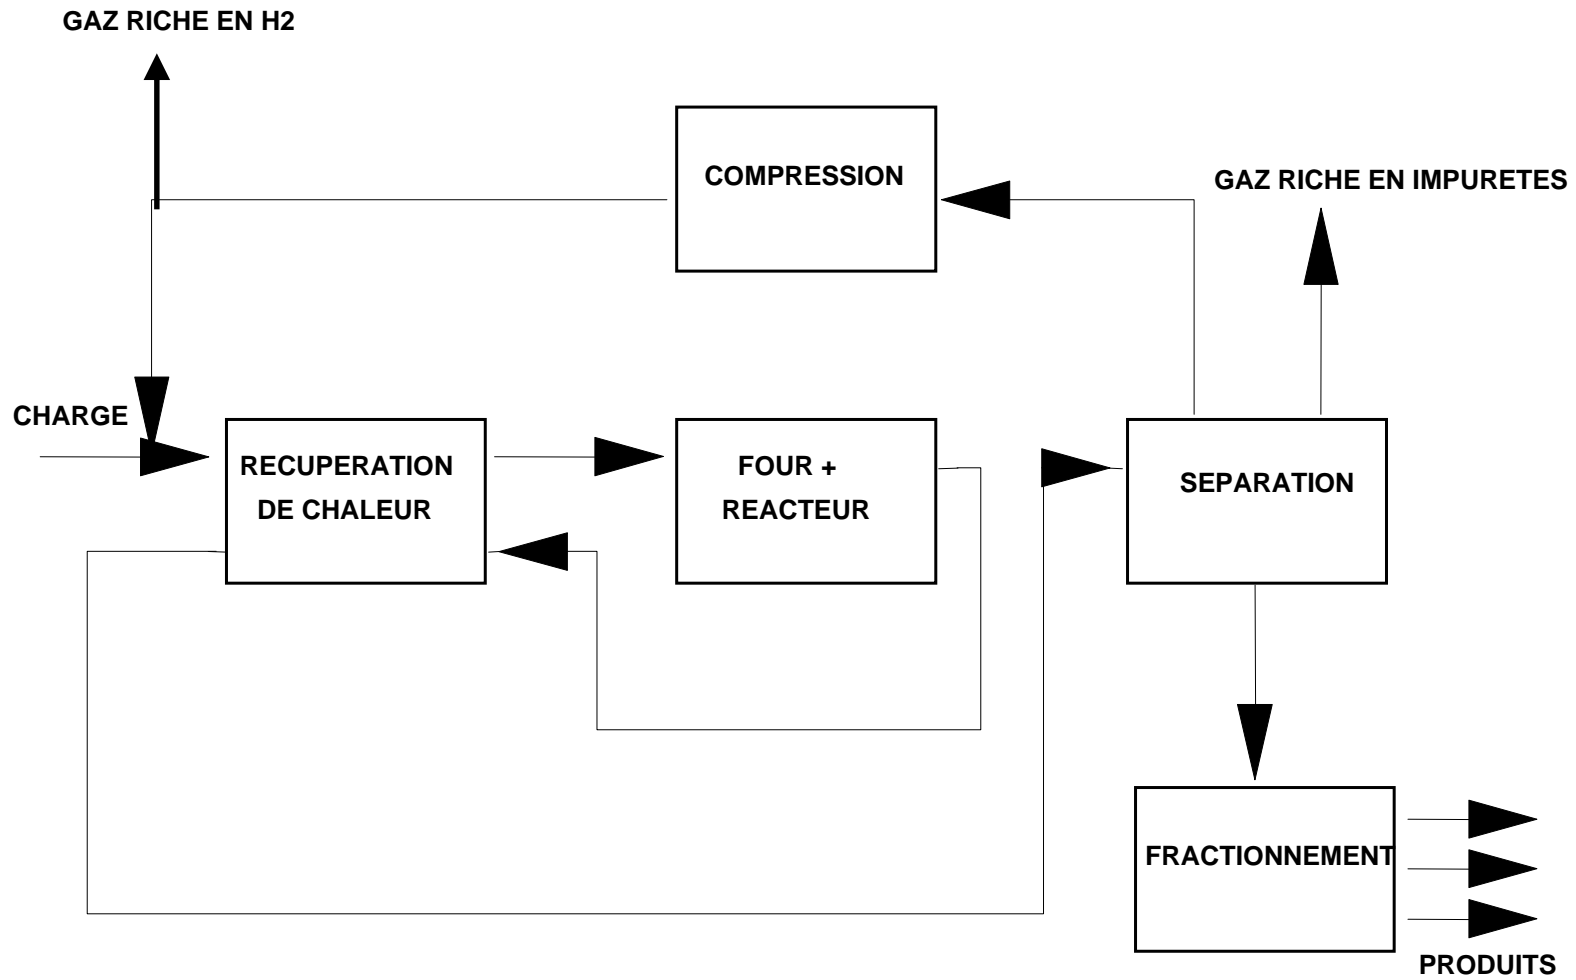 GAZ RICHE EN H2
COMPRESSION
GAZ RICHE EN IMPURETES
CHARGE
RECUPERATION
DE CHALEUR
FOUR +
REACTEUR
SEPARATION
FRACTIONNEMENT
PRODUITS